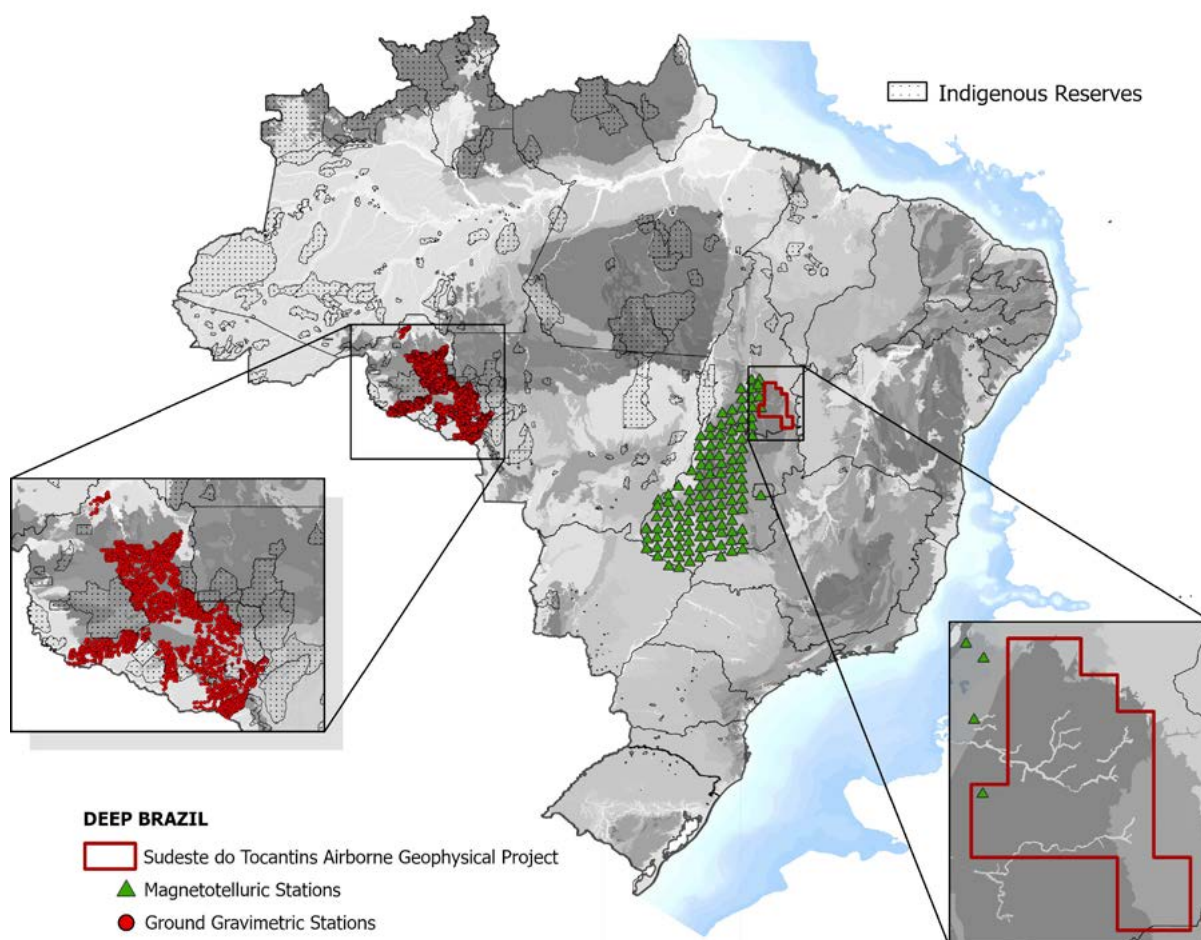 Indigenous Reserves
DEEP BRAZIL
Sudeste do Tocantins Airborne Geophysical Project
Magnetotelluric Stations
Ground Gravimetric Stations